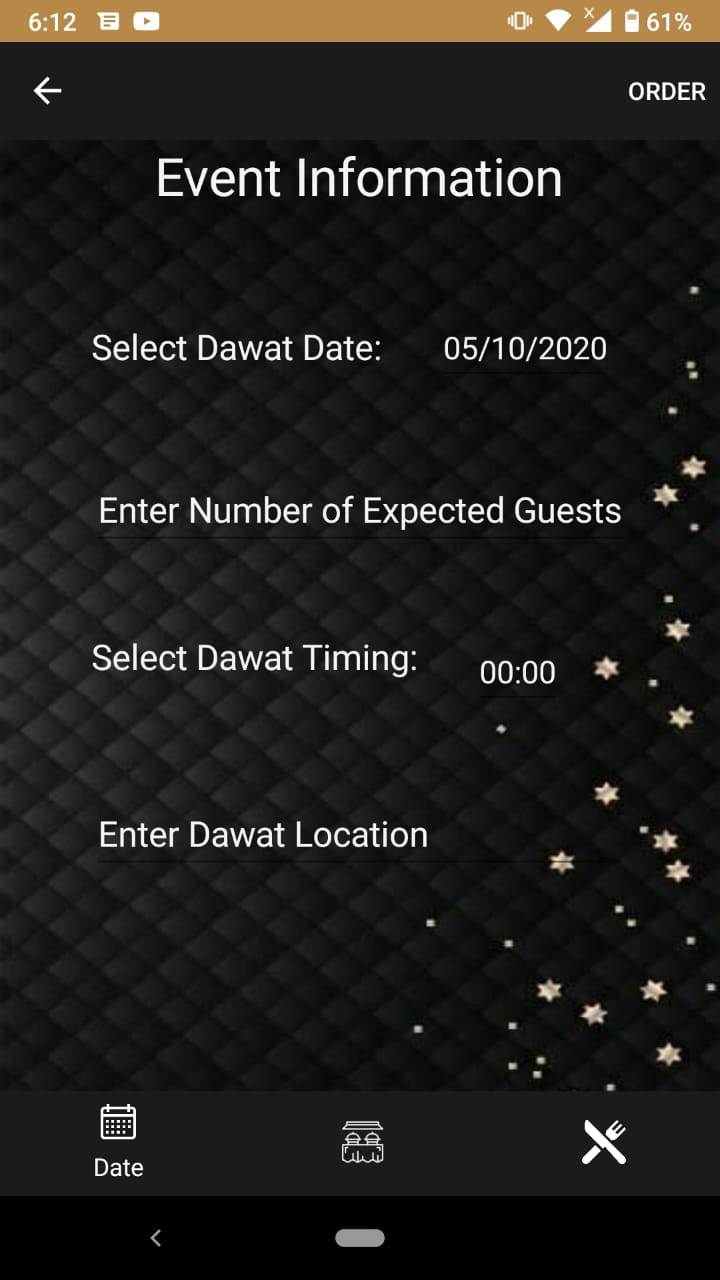 6:12 61%
ORDER
Event Information
Select Dawat Date: 05/10/2020
Enter Number of Expected Guests
Select Dawat Timing: 00:00
Enter Dawat Location
Date